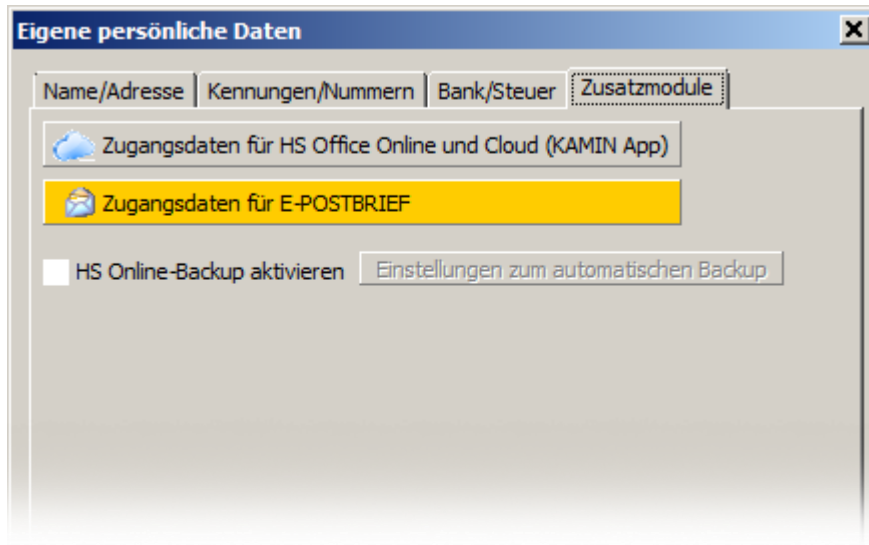 Eigene persönliche Daten
Name/Adresse Kennungen/Nummern Bank/Steuer Zusatzmodule
Zugangsdaten für HS Office Online und Cloud (KAMIN App)
Zugangsdaten für E-POSTBRIEF
HS Online-Backup aktivieren Einstellungen zum automatischen Backup